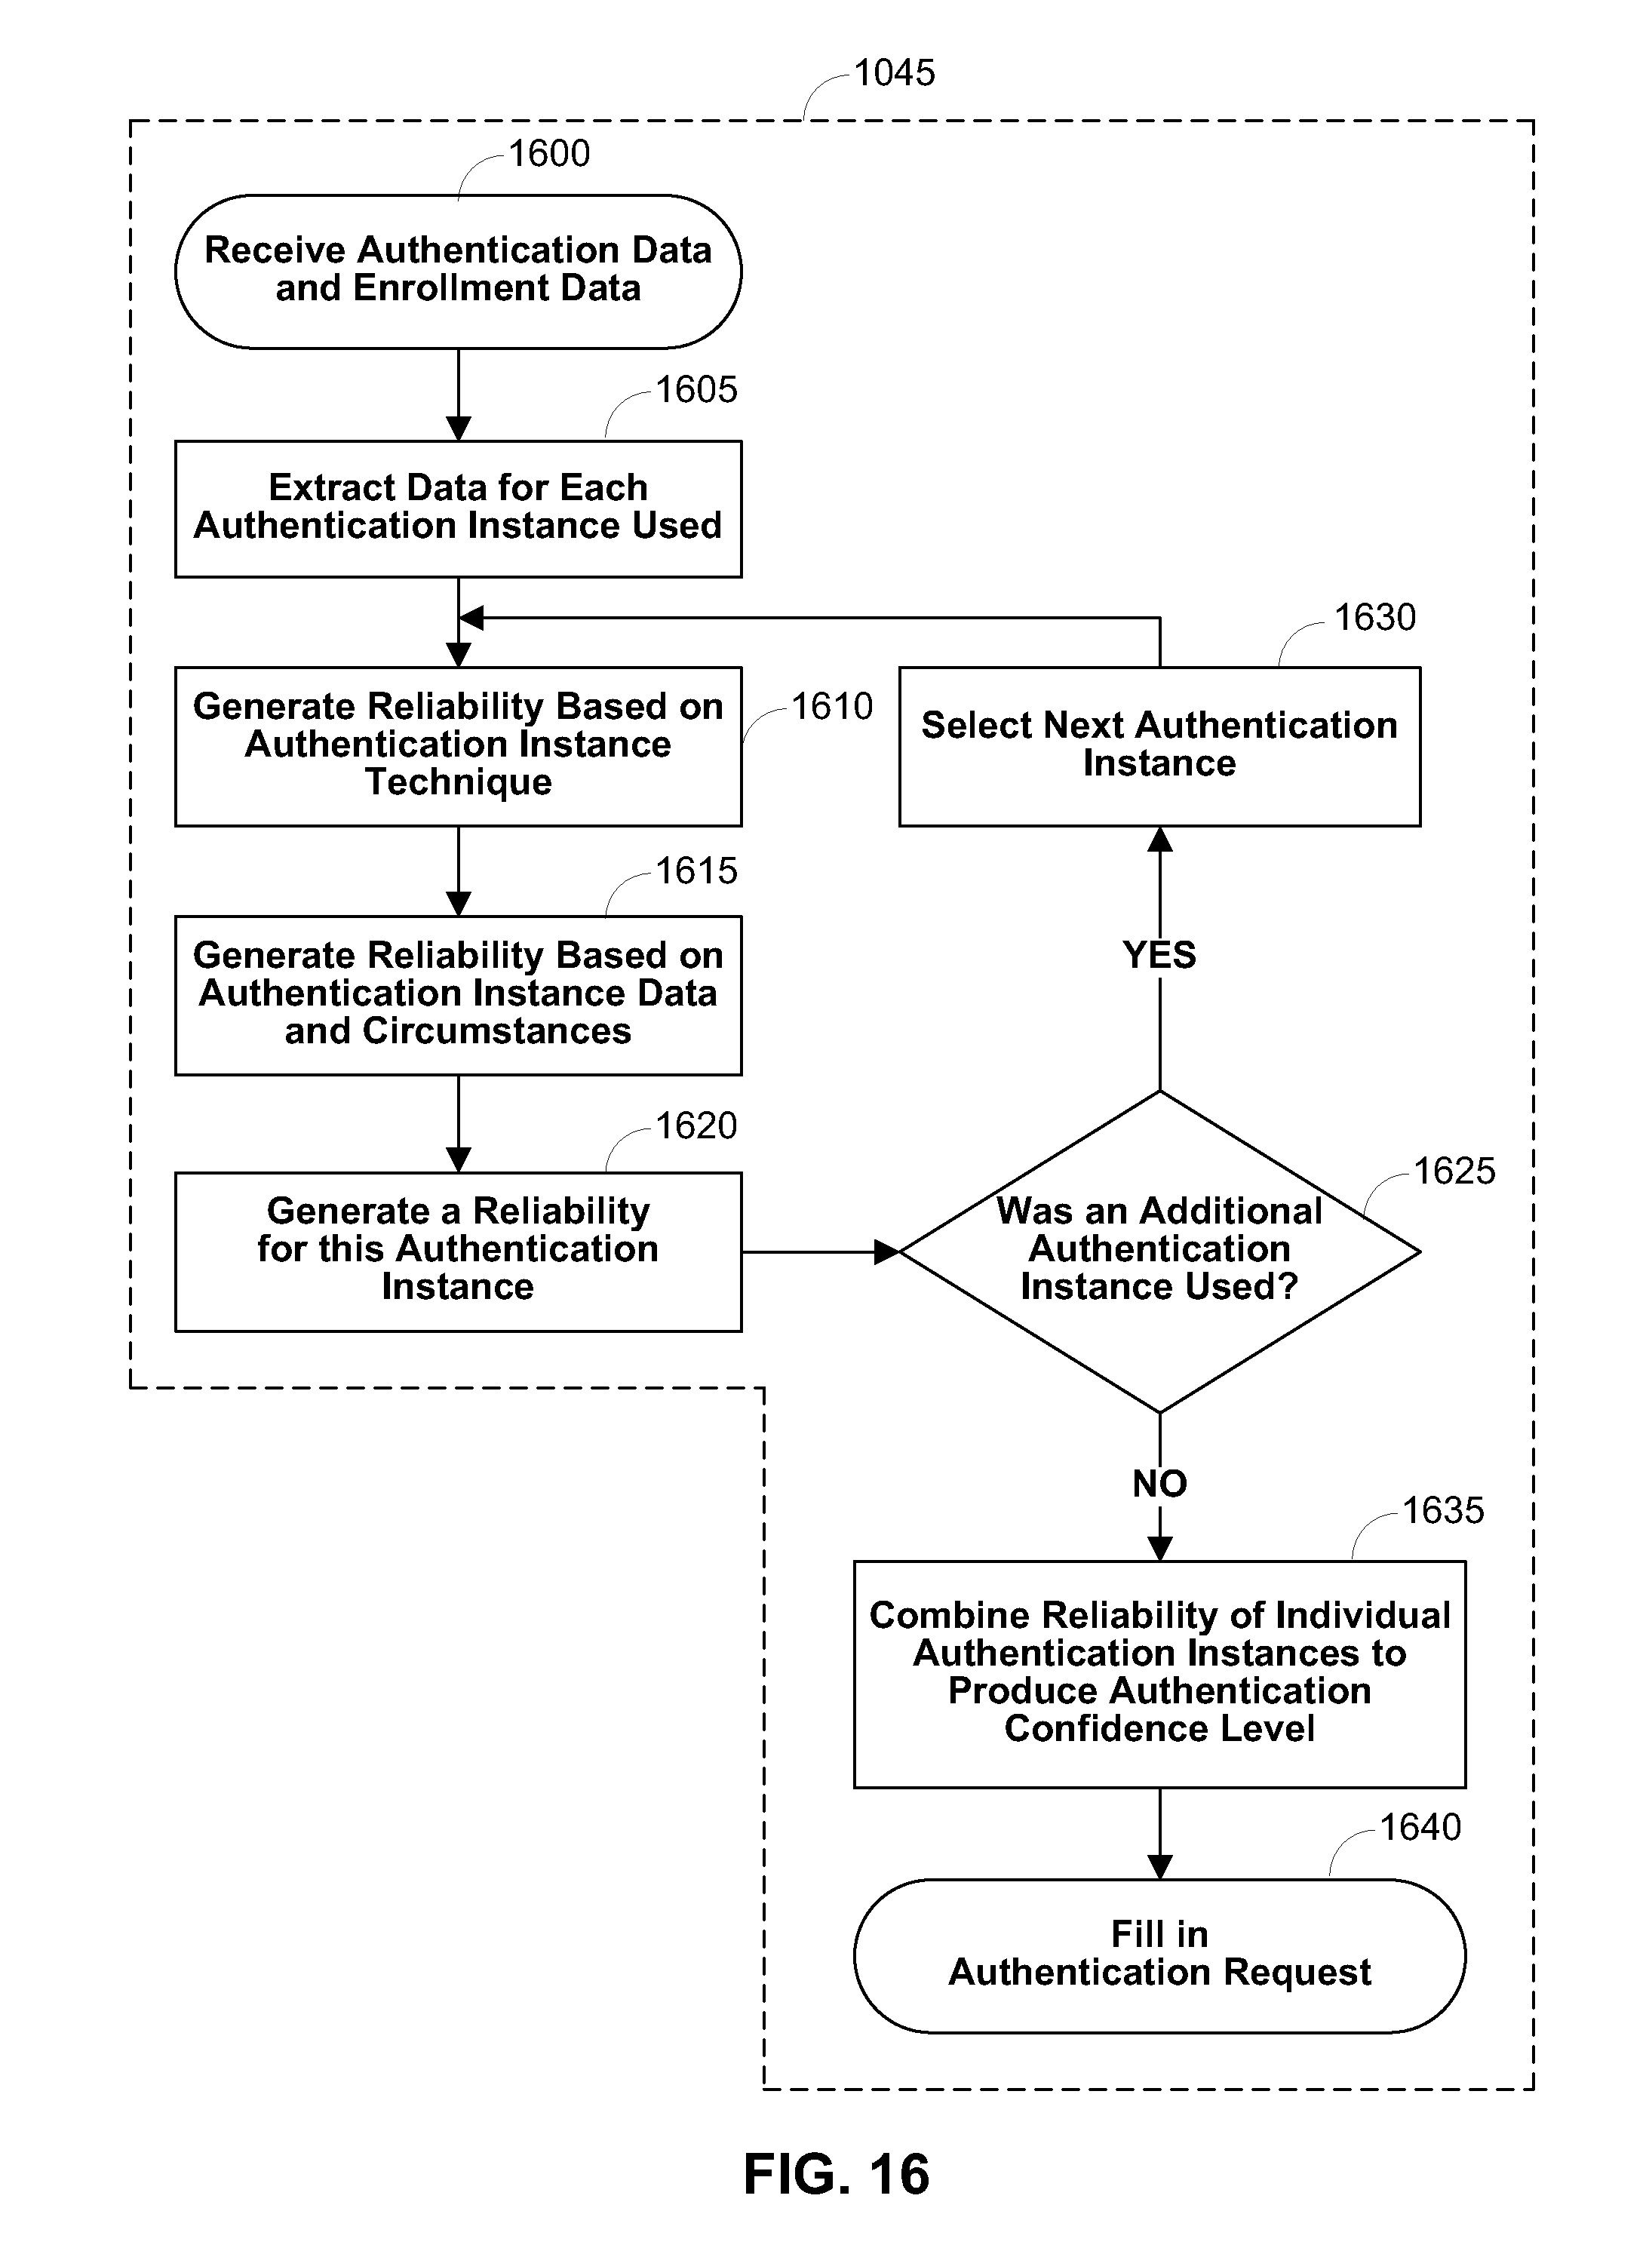 1045
1600
Receive Authentication Data
and Enrollment Data
1605
Extract Data for Each
Authentication Instance Used
1610
Generate Reliability Based on
Authentication Instance
Technique
1615
Generate Reliability Based on
Authentication Instance Data
and Circumstances
1620
Generate a Reliability
for this Authentication
Instance
1625
Was an Additional
Authentication
Instance Used?
YES
1630
Select Next Authentication
Instance
NO
1635
Combine Reliability of Individual
Authentication Instances to
Produce Authentication
Confidence Level
1640
Fill in
Authentication Request
FIG. 16